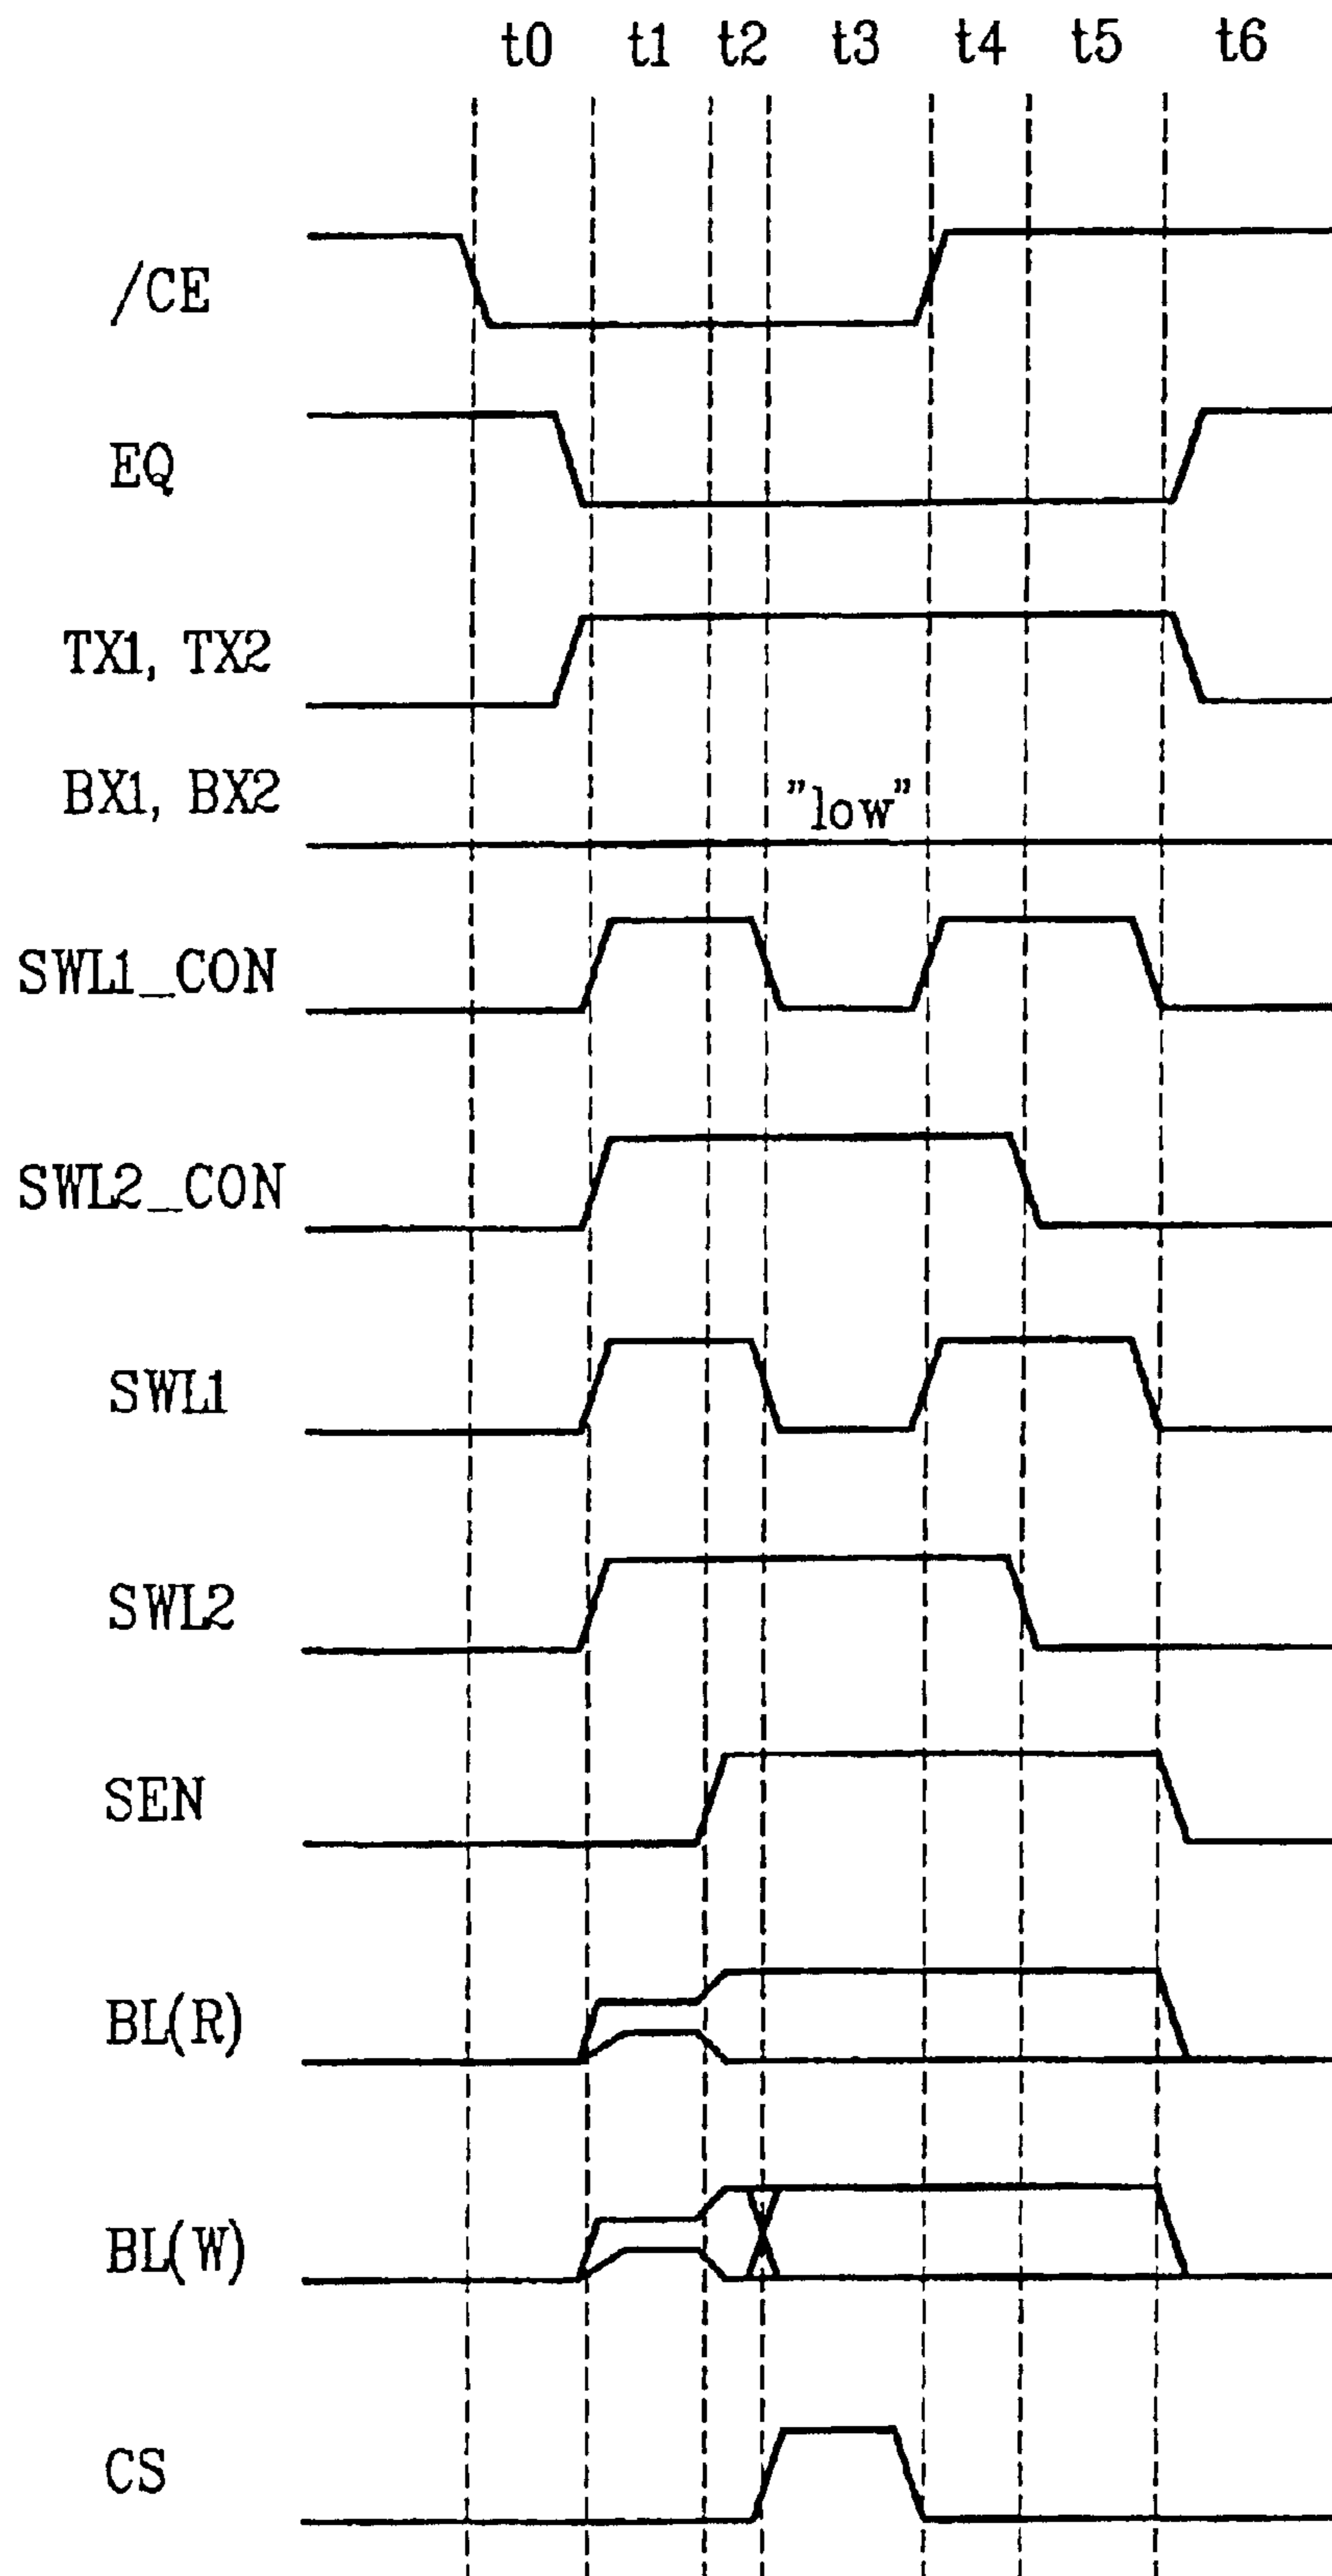 t0 t1 t2 t3 t4 t5 t6
/CE
EQ
TX1, TX2
BX1, BX2
"low"
SWL1_CON
SWL2_CON
SWL1
SWL2
SEN
BL(R)
BL(W)
CS